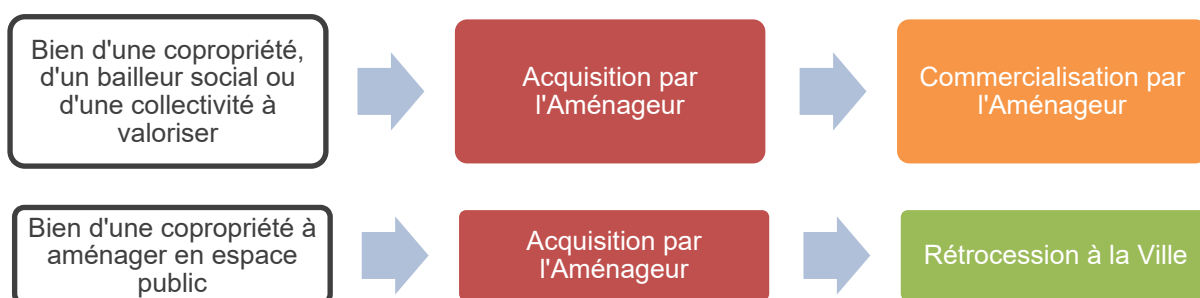 Bien d'une copropriété,
d'un bailleur social ou
d'une collectivité à
valoriser
Acquisition par
l'Aménageur
Commercialisation par
l'Aménageur
Bien d'une copropriété à
aménager en espace
public
Acquisition par
l'Aménageur
Rétrocession à la Ville